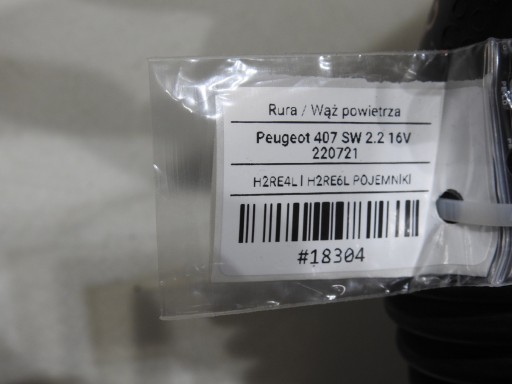 Rura / Wąż powietrza
Peugeot 407 SW 2.2 16V
220721
H2RE4L i H2RE6L POJEMNIKI
#18304